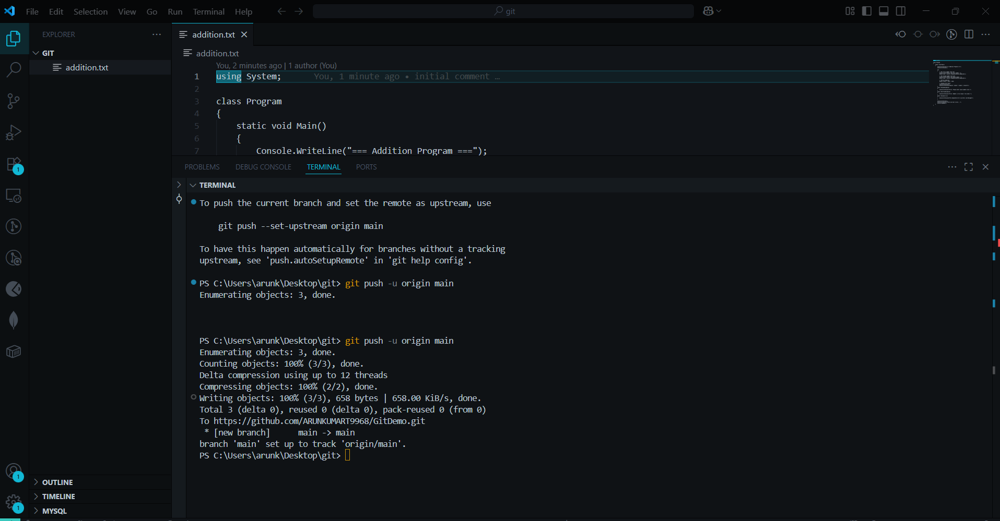 File Edit Selection View Go Run Terminal Help
git
EXPLORER
GIT
addition.txt
addition.txt
addition.txt
You, 2 minutes ago | 1 author (You)
1 using System; You, 1 minute ago • initial comment …
2
3 class Program
4 {
5 static void Main()
6 {
7 Console.WriteLine("=== Addition Program ===");
PROBLEMS DEBUG CONSOLE TERMINAL PORTS
TERMINAL
To push the current branch and set the remote as upstream, use
git push --set-upstream origin main
To have this happen automatically for branches without a tracking
upstream, see 'push.autoSetupRemote' in 'git help config'.
PS C:\Users\arunk\Desktop\git> git push -u origin main
Enumerating objects: 3, done.
PS C:\Users\arunk\Desktop\git> git push -u origin main
Enumerating objects: 3, done.
Counting objects: 100% (3/3), done.
Delta compression using up to 12 threads
Compressing objects: 100% (2/2), done.
Writing objects: 100% (3/3), 658 bytes | 658.00 KiB/s, done.
Total 3 (delta 0), reused 0 (delta 0), pack-reused 0 (from 0)
To https://github.com/ARUNKUMART9968/GitDemo.git
* [new branch] main -> main
branch 'main' set up to track 'origin/main'.
PS C:\Users\arunk\Desktop\git>
1
1
1
OUTLINE
TIMELINE
MYSQL